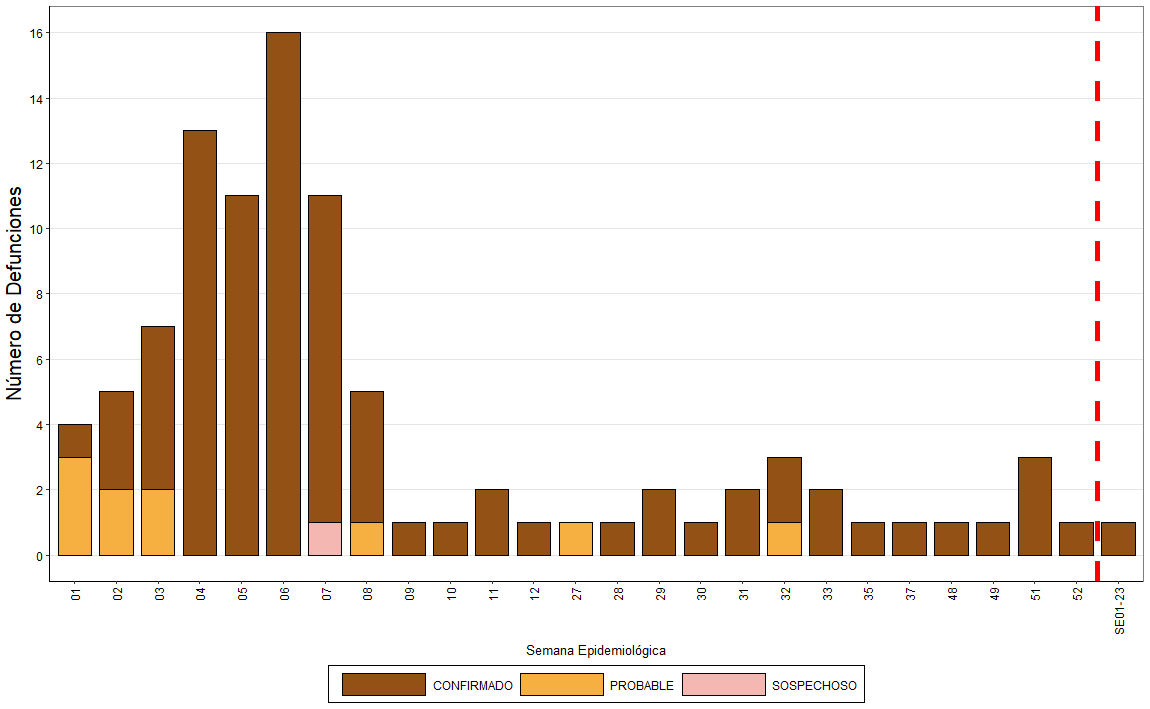 Número de Defunciones
16
14
12
10
8
6
4
2
0
01 02 03 04 05 06 07 08 09 10 11 12 27 28 29 30 31 32 33 35 37 48 49 51 52 SE01-23
Semana Epidemiológica
CONFIRMADO PROBABLE SOSPECHOSO